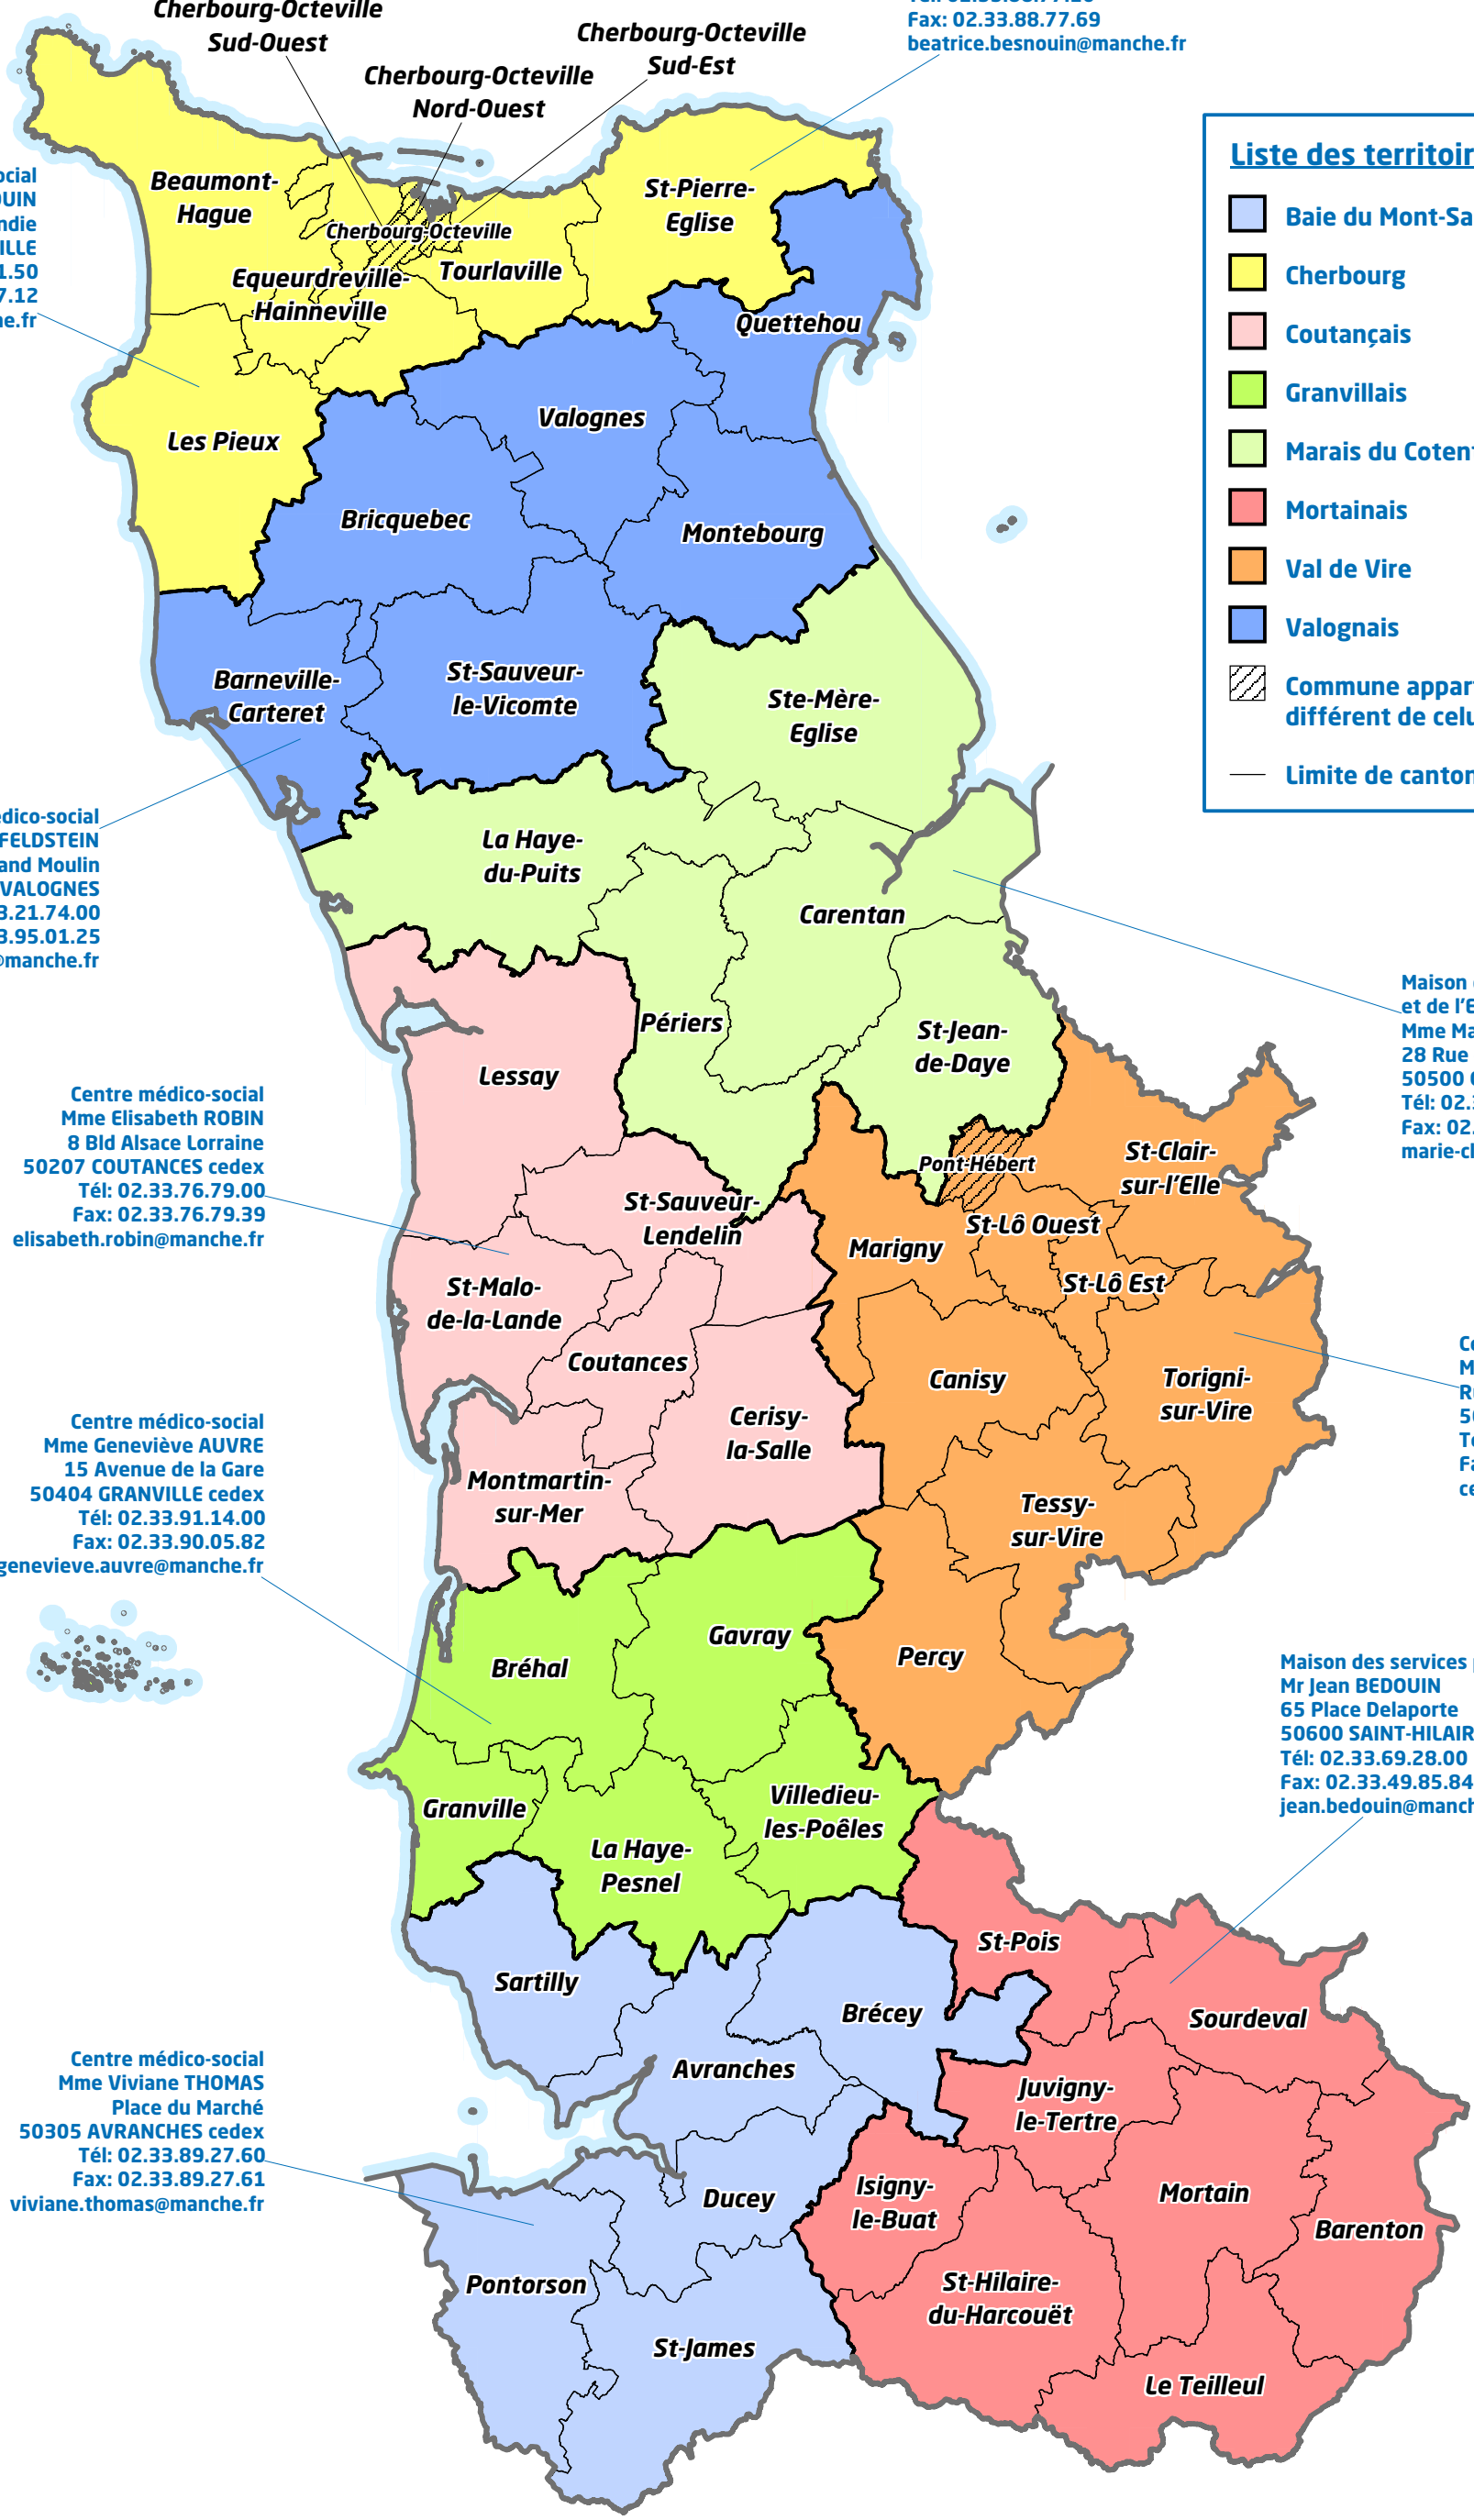 Cherbourg-Octeville
Sud-Ouest
Cherbourg-Octeville
Nord-Ouest
Cherbourg-Octeville
Sud-Est
Fax: 02.33.88.77.69
beatrice.besnouin@manche.fr
Liste des
Baie du
Cherbourg
Coutançais
Granvillais
Marais du
Mortainais
Val de Vire
Valognais
Commune
différent de
Limite de canton
Beaumont-
Hague
Cherbourg-Octeville
Equeurdreville-
Hainneville
Tourlaville
St-Pierre-
Eglise
Quettehou
Les Pieux
Valognes
Bricquebec
Montebourg
Barneville-
Carteret
St-Sauveur-
le-Vicomte
Ste-Mère-
Eglise
Moulin
VALOGNES
La Haye-
du-Puits
Carentan
Périers
St-Jean-
de-Daye
Maison
et de
Mme
28 Rue
50500
Tél:
Fax:
Lessay
Centre médico-social
Mme Elisabeth ROBIN
8 Bld Alsace Lorraine
50207 COUTANCES cedex
Tél: 02.33.76.79.00
Fax: 02.33.76.79.39
elisabeth.robin@manche.fr
Pont-Hébert
St-Clair-
sur-l'Elle
St-Sauveur-
Lendelin
Marigny
St-Lô Ouest
St-Lô Est
St-Malo-
de-la-Lande
Coutances
Canisy
Torigni-
sur-Vire
Cerisy-
la-Salle
Centre médico-social
Mme Geneviève AUVRE
15 Avenue de la Gare
50404 GRANVILLE cedex
Tél: 02.33.91.14.00
Fax: 02.33.90.05.82
genevieve.auvre@manche.fr
Montmartin-
sur-Mer
Tessy-
sur-Vire
Bréhal
Gavray
Percy
Maison des services
Mr Jean BEDOUIN
65 Place Delaporte
50600
Tél: 02.33.69.28.00
Fax: 02.33.49.85.84
Granville
La Haye-
Pesnel
Villedieu-
les-Poêles
St-Pois
Sartilly
Brécey
Sourdeval
Avranches
Juvigny-
le-Tertre
Centre médico-social
Mme Viviane THOMAS
Place du Marché
50305 AVRANCHES cedex
Tél: 02.33.89.27.60
Fax: 02.33.89.27.61
viviane.thomas@manche.fr
Ducey
Isigny-
le-Buat
Mortain
Barenton
Pontorson
St-Hilaire-
du-Harcouët
St-James
Le Teilleul